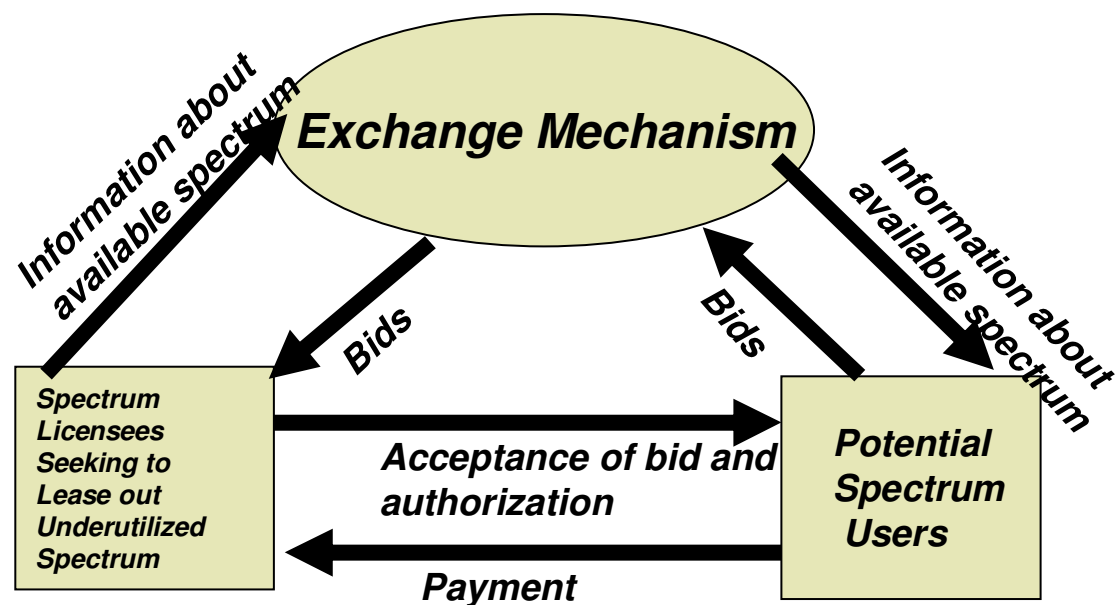 Exchange Mechanism
Information about
available spectrum
Information about
available spectrum
Bids
Bids
Spectrum
Licensees
Seeking to
Lease out
Underutilized
Spectrum
Acceptance of bid and
authorization
Potential
Spectrum
Users
Payment